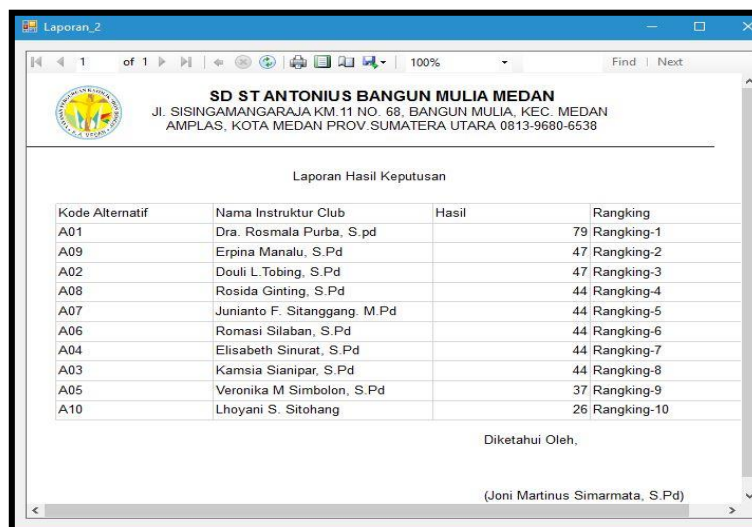 Laporan_2
1 of 1 100% Find | Next
SD ST ANTONIUS BANGUN MULIA MEDAN
Jl. SISINGAMANGARAJA KM.11 NO. 68, BANGUN MULIA, KEC. MEDAN
AMPLAS, KOTA MEDAN PROV.SUMATERA UTARA 0813-9680-6538
Laporan Hasil Keputusan
Kode Alternatif Nama Instruktur Club Hasil Rangking
A01 Dra. Rosmala Purba, S.pd 79 Rangking-1
A09 Erpina Manalu, S.Pd 47 Rangking-2
A02 Douli L.Tobing, S.Pd 47 Rangking-3
A08 Rosida Ginting, S.Pd 44 Rangking-4
A07 Junianto F. Sitanggang. M.Pd 44 Rangking-5
A06 Romasi Silaban, S.Pd 44 Rangking-6
A04 Elisabeth Sinurat, S.Pd 44 Rangking-7
A03 Kamsia Sianipar, S.Pd 44 Rangking-8
A05 Veronika M Simbolon, S.Pd 37 Rangking-9
A10 Lhoyani S. Sitohang 26 Rangking-10
Diketahui Oleh,
(Joni Martinus Simarmata, S.Pd)